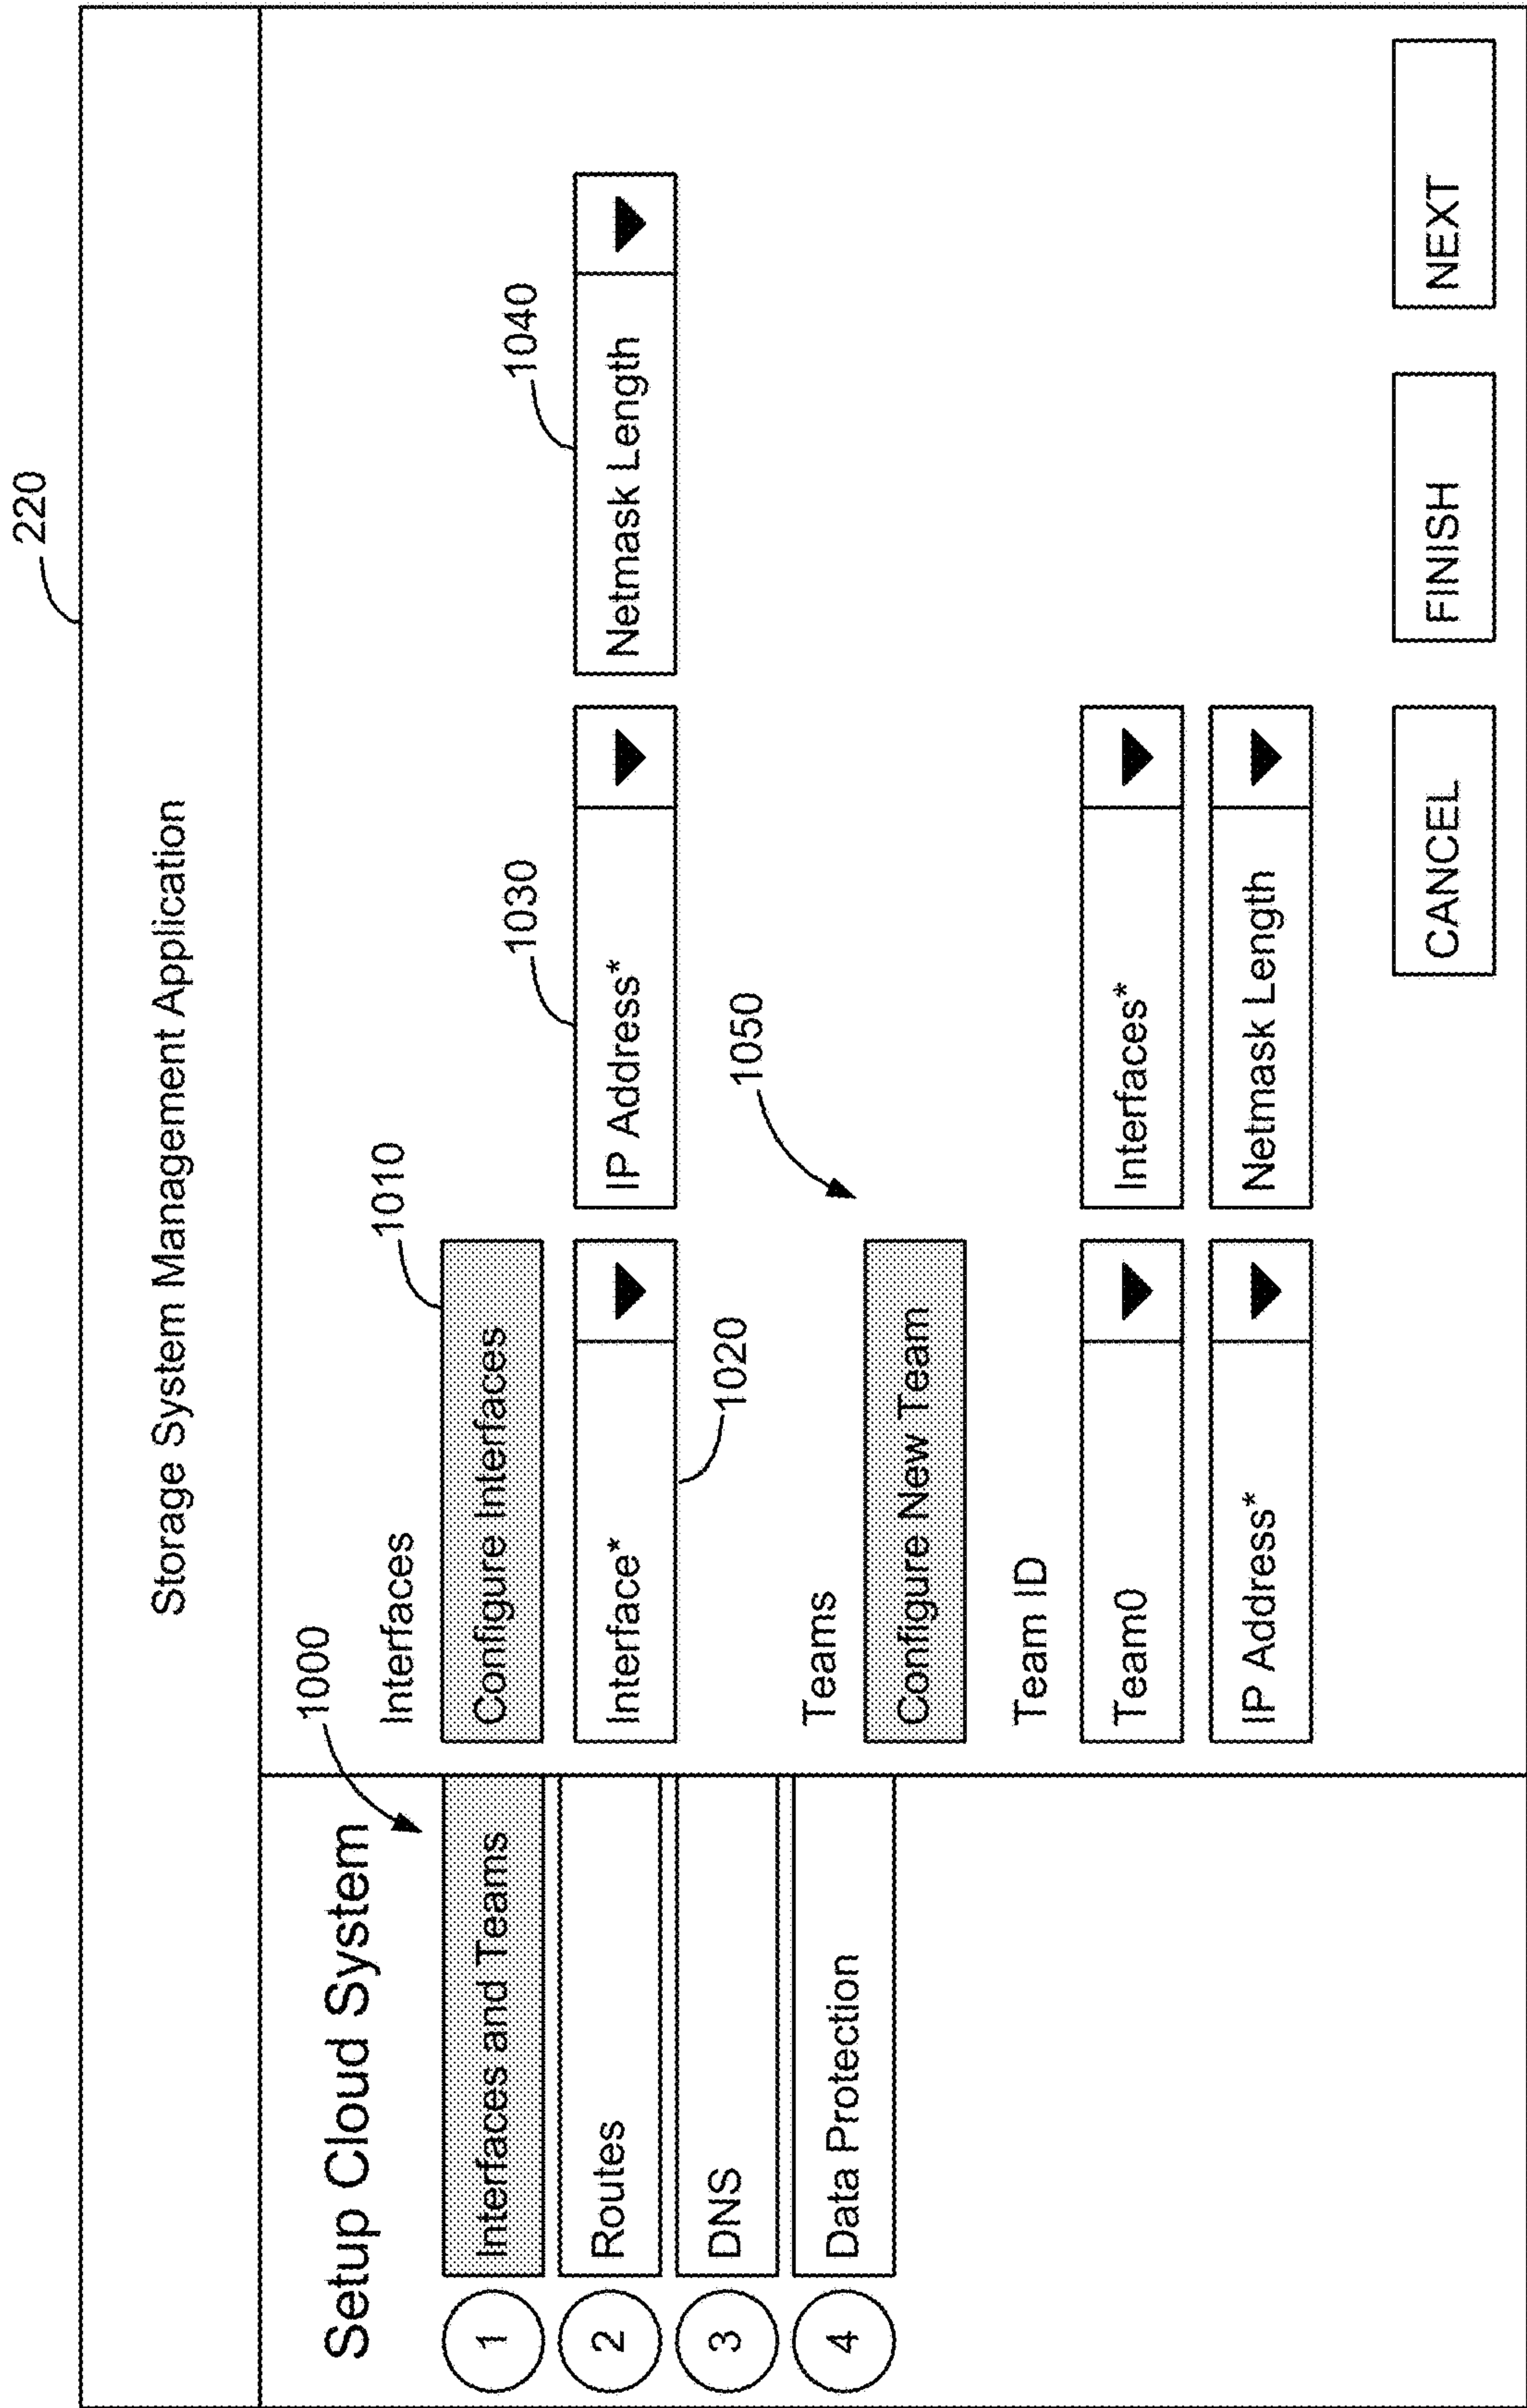 220
Storage System Management Application
Setup Cloud System
1000
1 Interfaces and Teams
2 Routes
3 DNS
4 Data Protection
Interfaces
1010
Configure Interfaces
1030
1040
Interface*
IP Address*
Netmask Length
1020
1050
Teams
Configure New Team
Team ID
Team0
Interfaces*
IP Address*
Netmask Length
CANCEL
FINISH
NEXT